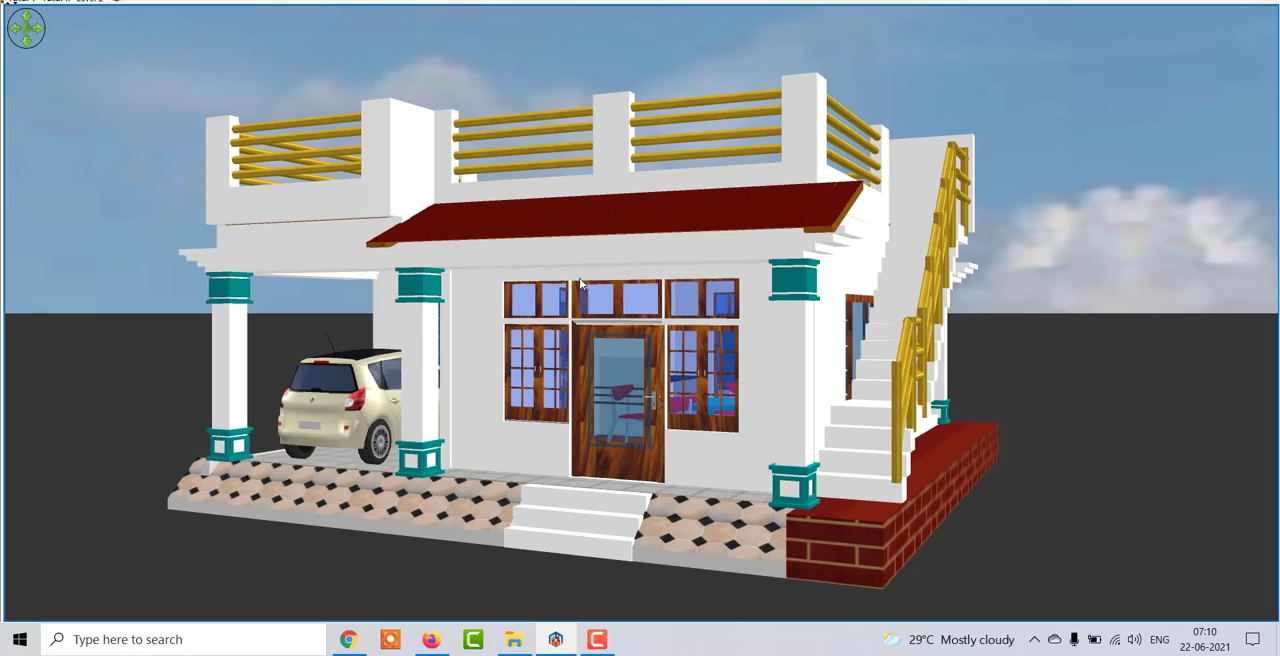 Type here to search
29°C Mostly cloudy
ENG
07:10
22-06-2021